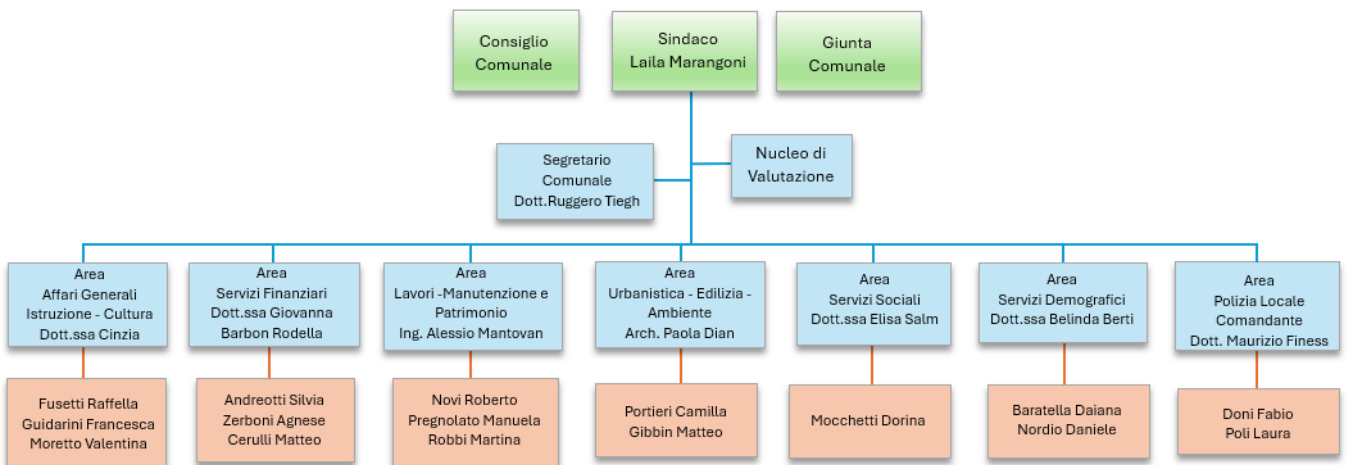 Consiglio
Comunale
Sindaco
Laila Marangoni
Giunta
Comunale
Segretario
Comunale
Dott.Ruggero Tiegh
Nucleo di
Valutazione
Area
Affari Generali
Istruzione - Cultura
Dott.ssa Cinzia
Area
Servizi Finanziari
Dott.ssa Giovanna
Barbon Rodella
Area
Lavori -Manutenzione e
Patrimonio
Ing. Alessio Mantovan
Area
Urbanistica - Edilizia -
Ambiente
Arch. Paola Dian
Area
Servizi Sociali
Dott.ssa Elisa Salm
Area
Servizi Demografici
Dott.ssa Belinda Berti
Area
Polizia Locale
Comandante
Dott. Maurizio Finess
Fusetti Raffella
Guidarini Francesca
Moretto Valentina
Andreotti Silvia
Zerboni Agnese
Cerulli Matteo
Novi Roberto
Pregnolato Manuela
Robbi Martina
Portieri Camilla
Gibbin Matteo
Mocchetti Dorina
Baratella Daiana
Nordio Daniele
Doni Fabio
Poli Laura